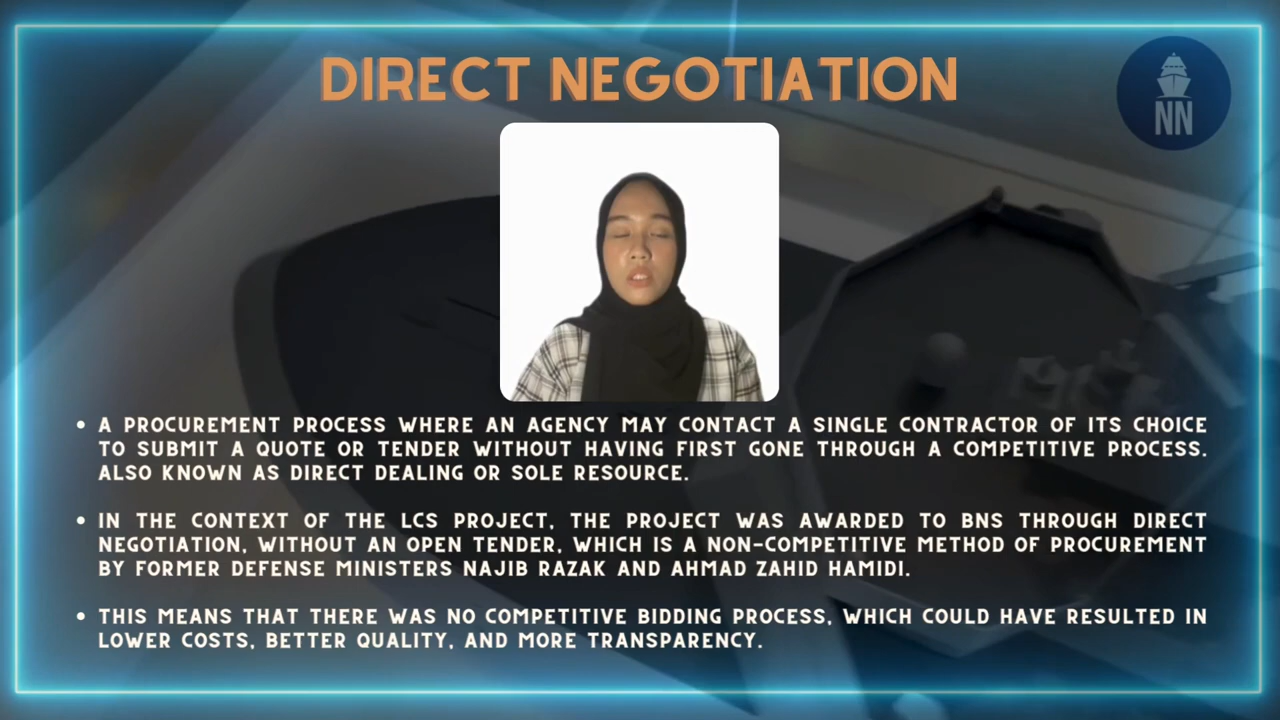 DIRECT NEGOTIATION
NN
• A PROCUREMENT PROCESS WHERE AN AGENCY MAY CONTACT A SINGLE CONTRACTOR OF ITS CHOICE
TO SUBMIT A QUOTE OR TENDER WITHOUT HAVING FIRST GONE THROUGH A COMPETITIVE PROCESS.
ALSO KNOWN AS DIRECT DEALING OR SOLE RESOURCE.
• IN THE CONTEXT OF THE LCS PROJECT, THE PROJECT WAS AWARDED TO BNS THROUGH DIRECT
NEGOTIATION, WITHOUT AN OPEN TENDER, WHICH IS A NON-COMPETITIVE METHOD OF PROCUREMENT
BY FORMER DEFENSE MINISTERS NAJIB RAZAK AND AHMAD ZAHID HAMIDI.
• THIS MEANS THAT THERE WAS NO COMPETITIVE BIDDING PROCESS, WHICH COULD HAVE RESULTED IN
LOWER COSTS, BETTER QUALITY, AND MORE TRANSPARENCY.